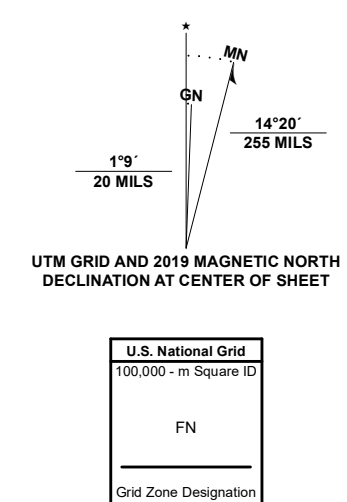 ★
MN
GN
14°20´
255 MILS
1°9´
20 MILS
UTM GRID AND 2019 MAGNETIC NORTH
DECLINATION AT CENTER OF SHEET
U.S. National Grid
100,000 - m Square ID
FN
Grid Zone Designation